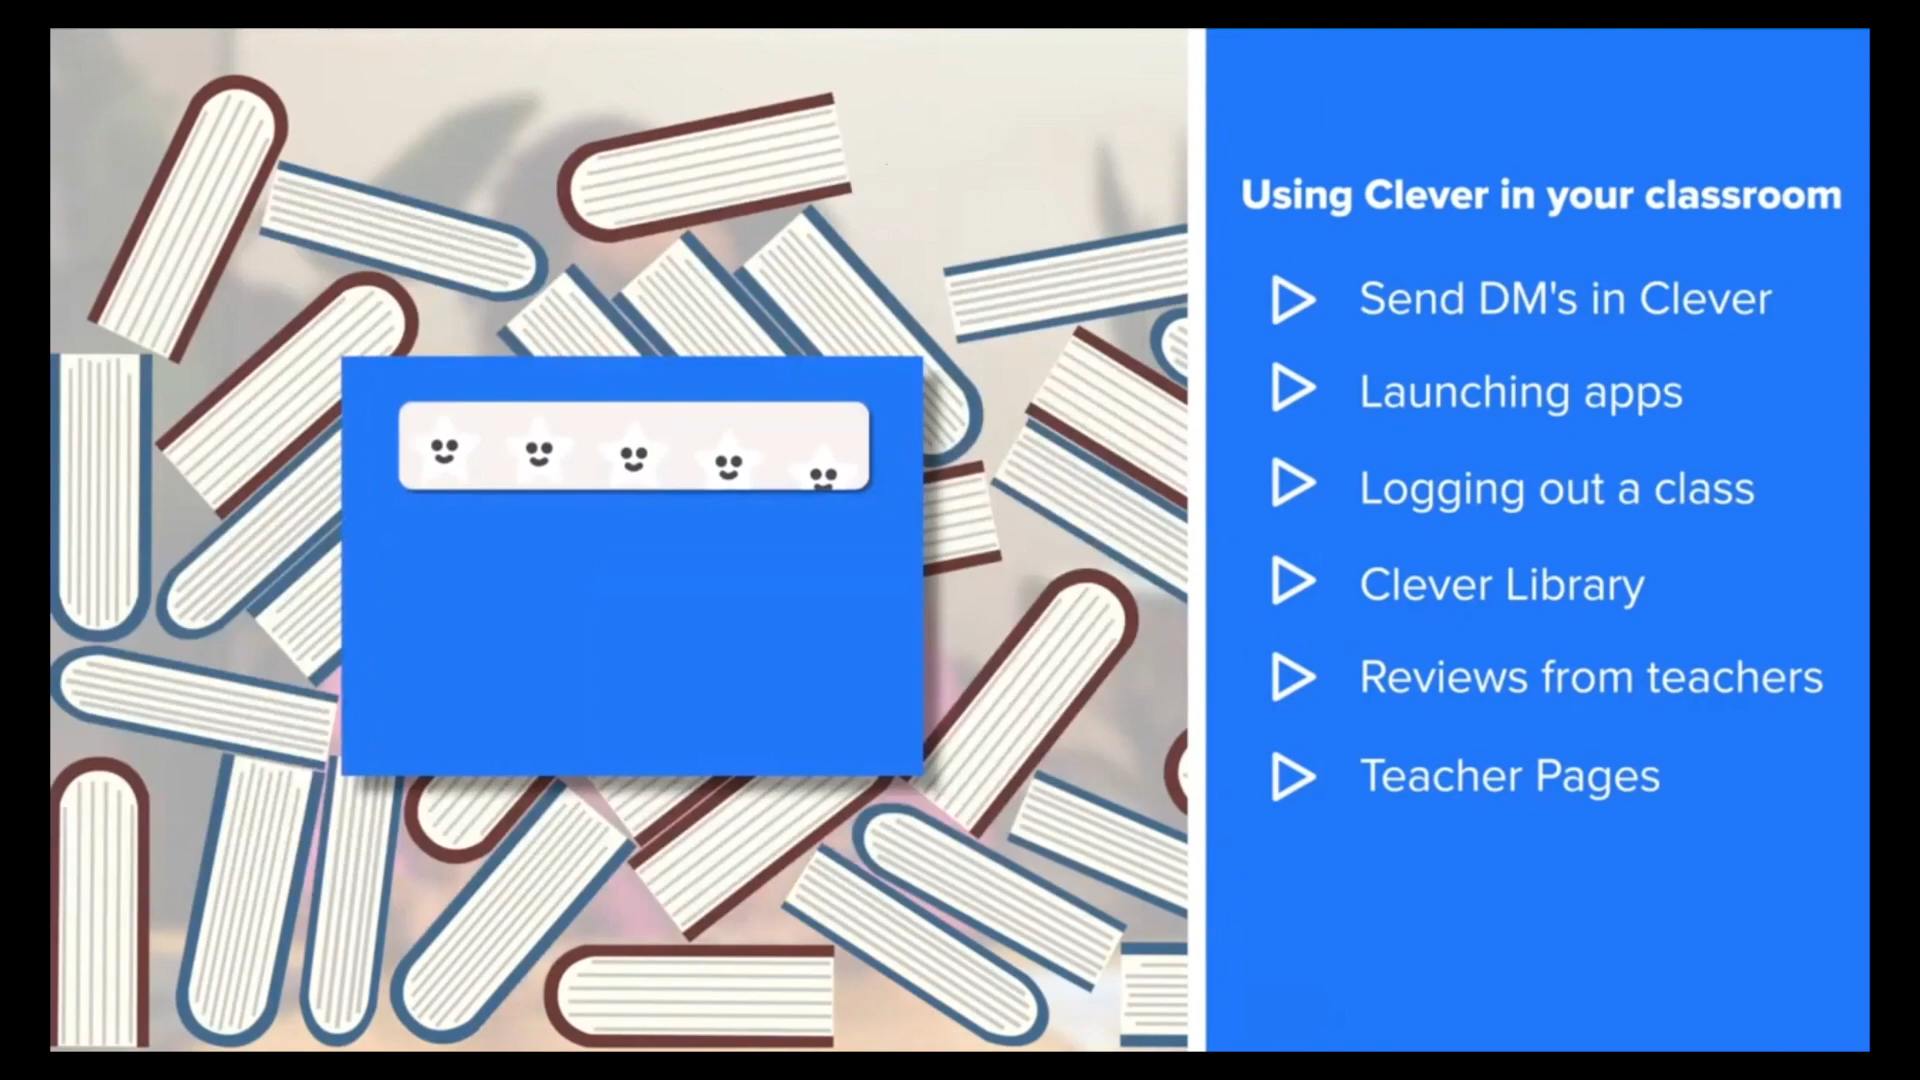 Using Clever in your classroom
Send DM's in Clever
Launching apps
Logging out a class
Clever Library
Reviews from teachers
Teacher Pages